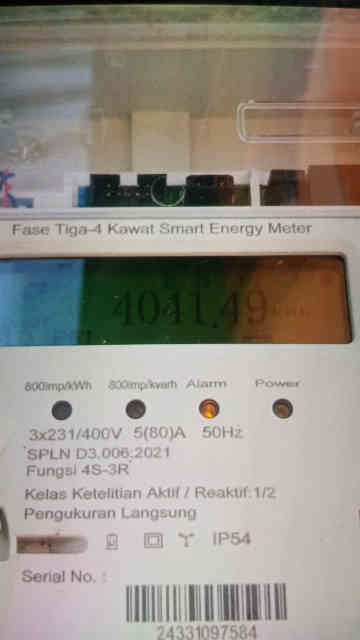 Fase Tiga-4 Kawat Smart Energy Meter
4041.49
800imp/kWh 800imp/kvarh Alarm Power
3x231/400V 5(80)A 50Hz
SPLN D3.006:2021
Fungsi 4S-3R
Kelas Ketelitian Aktif / Reaktif:1/2
Pengukuran Langsung
IP54
Serial No. :
24331097584